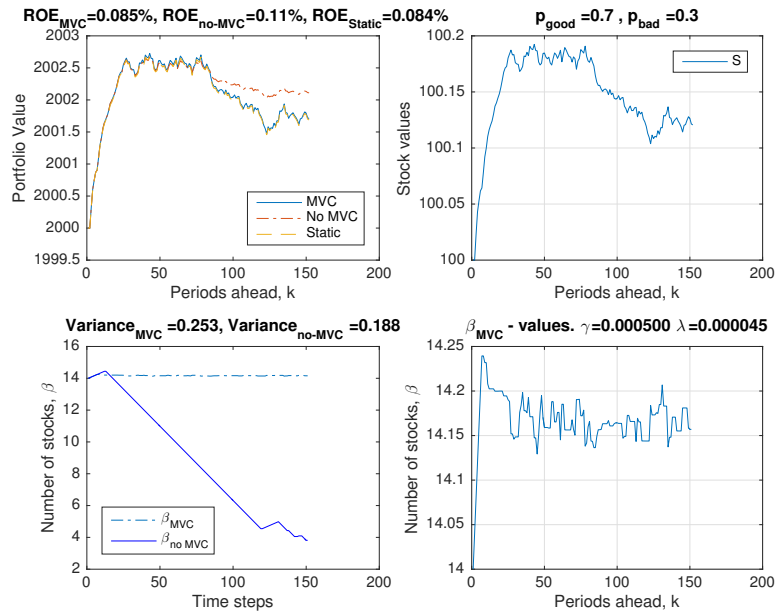 ROE_MVC=0.085%, ROE_no-MVC=0.11%, ROE_Static=0.084%
2003
2002.5
2002
2001.5
2001
2000.5
2000
1999.5
Portfolio Value
MVC
No MVC
Static
0 50 100 150 200
Periods ahead, k
p_good =0.7 , p_bad =0.3
100.2
100.15
100.1
100.05
100
Stock values
S
0 50 100 150 200
Periods ahead, k
Variance_MVC =0.253, Variance_no-MVC =0.188
16
14
12
10
8
6
4
2
Number of stocks, β
β_MVC
β_no MVC
0 50 100 150 200
Time steps
β_MVC - values. γ=0.000500 λ=0.000045
14.25
14.2
14.15
14.1
14.05
14
Number of stocks, β
0 50 100 150 200
Periods ahead, k